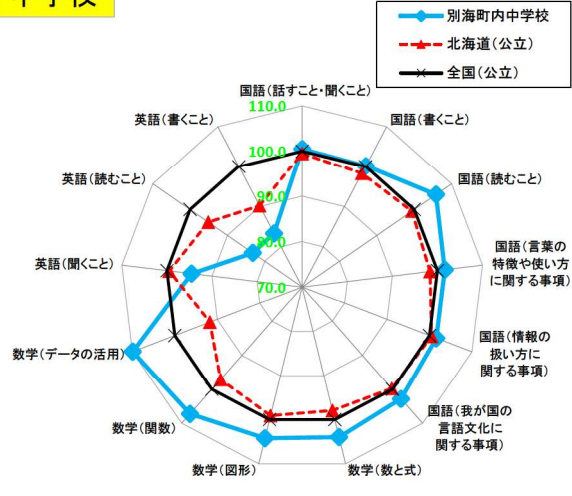 中学校
別海町内中学校
北海道(公立)
全国(公立)
国語(話すこと・聞くこと)
110.0
100.0
90.0
80.0
70.0
国語(書くこと)
国語(読むこと)
国語(言葉の
特徴や使い方
に関する事項)
国語(情報の
扱い方に
関する事項)
国語(我が国の
言語文化に
関する事項)
数学(数と式)
数学(図形)
数学(関数)
数学(データの活用)
英語(聞くこと)
英語(読むこと)
英語(書くこと)